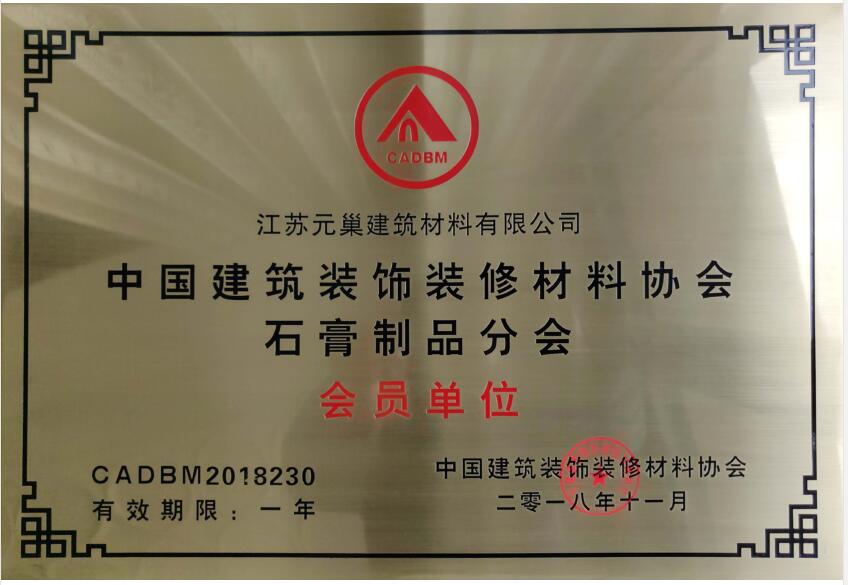 CADBM
江苏元巢建筑材料有限公司
中国建筑装饰装修材料协会
石膏制品分会
会员单位
CADBM2018230
有效期限：一年
中国建筑装饰装修材料协会
二零一八年十一月